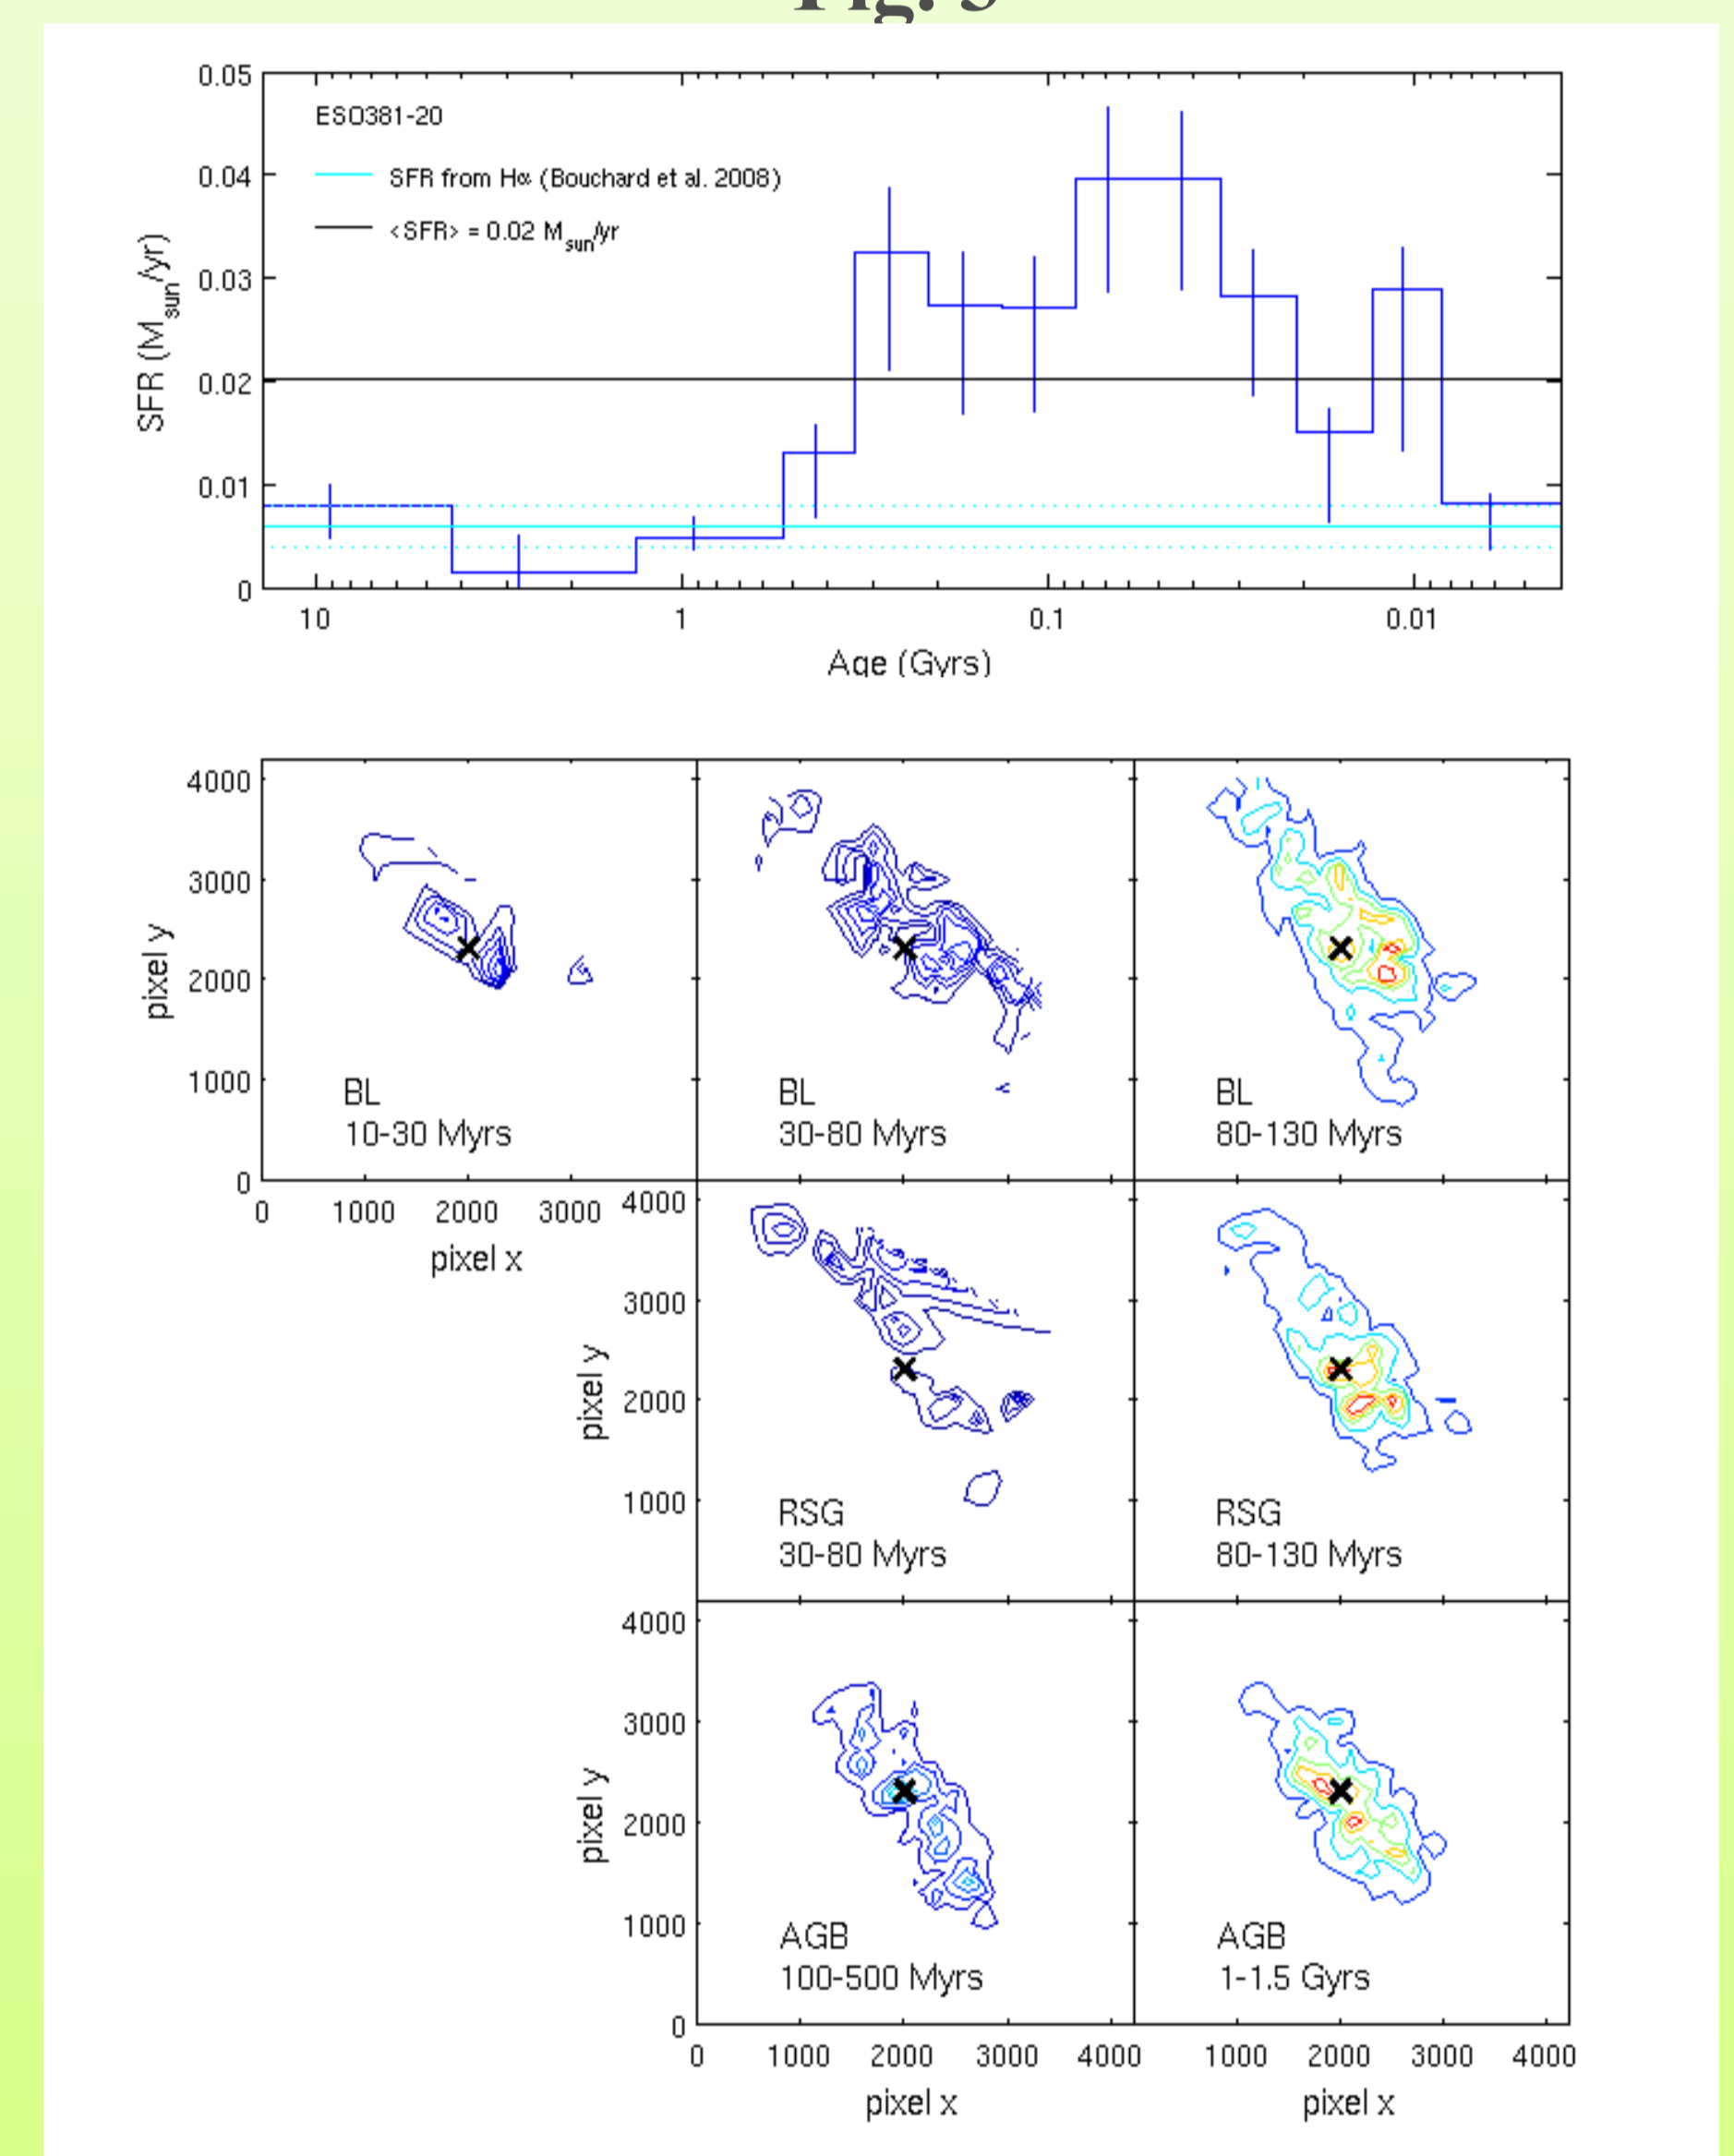 Fig. 3
0.05
ESO381-20
0.04
SFR from Hα (Bouchard et al. 2008)
<SFR> = 0.02 Msun/yr
0.03
SFR (Msun/yr)
0.02
0.01
0
10 1 0.1 0.01
Age (Gyrs)
4000
3000
pixel y
2000
1000
BL
10-30 Myrs
BL
30-80 Myrs
BL
80-130 Myrs
0
0 1000 2000 3000
pixel x
4000
3000
pixel y
2000
1000
RSG
30-80 Myrs
RSG
80-130 Myrs
4000
3000
pixel y
2000
1000
AGB
100-500 Myrs
AGB
1-1.5 Gyrs
0
0 1000 2000 3000 4000 1000 2000 3000 4000
pixel x pixel x